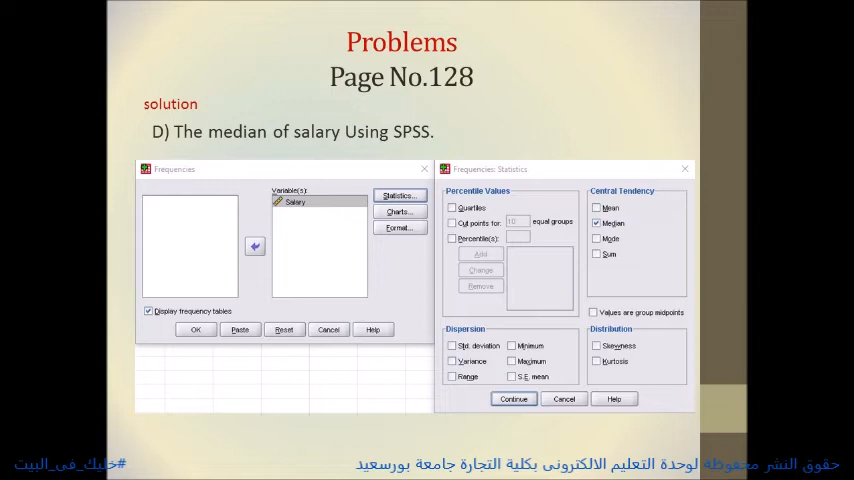 Problems
Page No.128
solution
D) The median of salary Using SPSS.
Frequencies
Variable(s):
Salary
Statistics...
Charts...
Format...
Display frequency tables
OK
Paste
Reset
Cancel
Help
Frequencies: Statistics
Percentile Values
Quartiles
Cut points for: 10 equal groups
Percentile(s):
Add
Change
Remove
Central Tendency
Mean
Median
Mode
Sum
Values are group midpoints
Dispersion
Std. deviation
Minimum
Variance
Maximum
Range
S.E. mean
Distribution
Skewness
Kurtosis
Continue
Cancel
Help
#خليك_فى_البيت
حقوق النشر محفوظه لوحدة التعليم الالكترونى بكلية التجارة جامعة بورسعيد